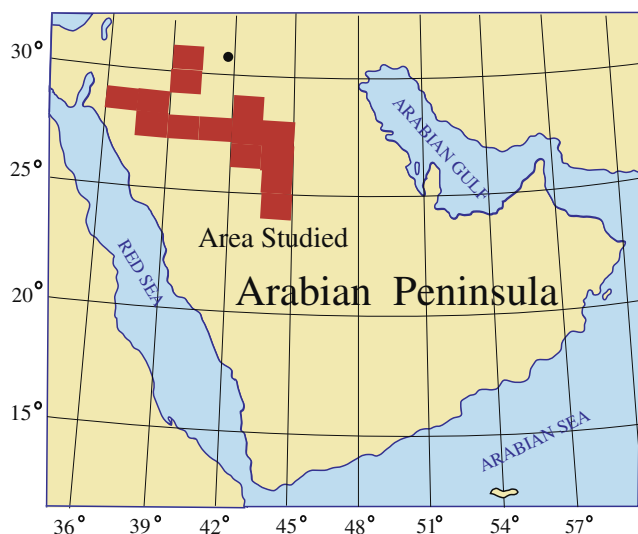 30°
25°
20°
15°
ARABIAN GULF
Area Studied
RED SEA
Arabian Peninsula
ARABIAN SEA
36° 39° 42° 45° 48° 51° 54° 57°